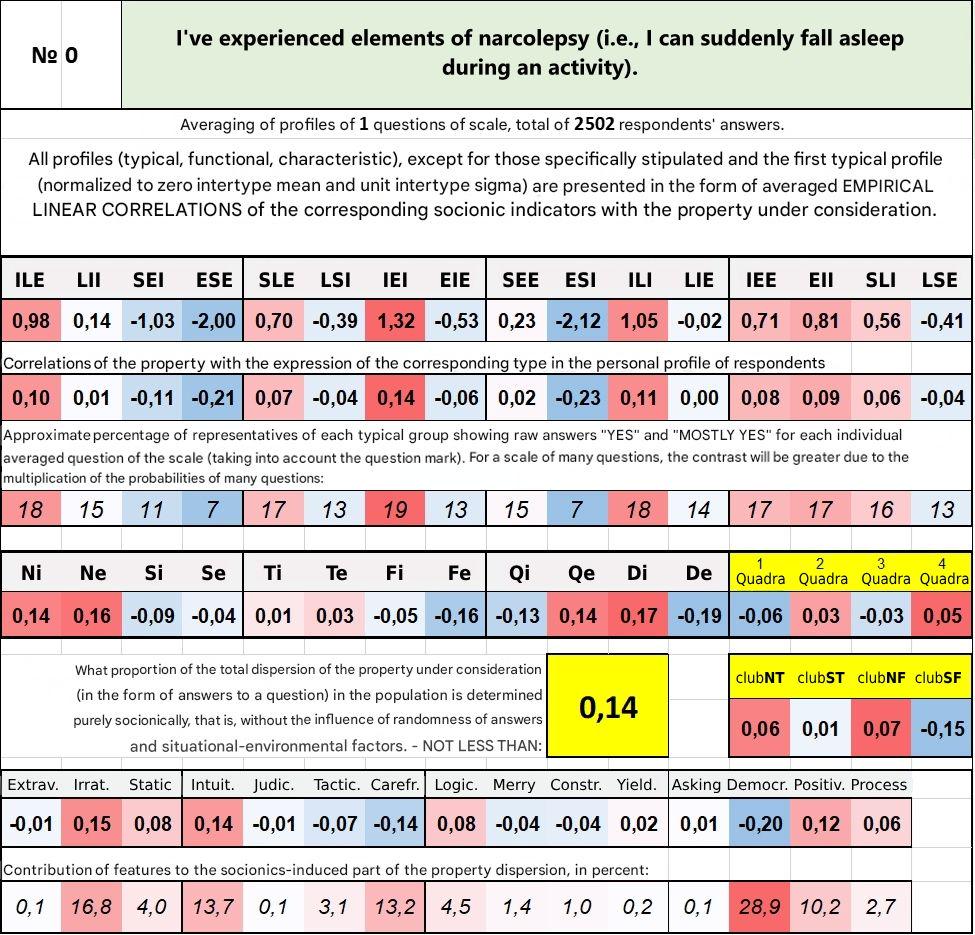 № 0
I've experienced elements of narcolepsy (i.e., I can suddenly fall asleep
during an activity).
Averaging of profiles of 1 questions of scale, total of 2502 respondents' answers.
All profiles (typical, functional, characteristic), except for those specifically stipulated and the first typical profile
(normalized to zero intertype mean and unit intertype sigma) are presented in the form of averaged EMPIRICAL
LINEAR CORRELATIONS of the corresponding socionic indicators with the property under consideration.
ILE LII SEI ESE SLE LSI IEI EIE SEE ESI ILI LIE IEE EII SLI LSE
0,98 0,14 -1,03 -2,00 0,70 -0,39 1,32 -0,53 0,23 -2,12 1,05 -0,02 0,71 0,81 0,56 -0,41
Correlations of the property with the expression of the corresponding type in the personal profile of respondents
0,10 0,01 -0,11 -0,21 0,07 -0,04 0,14 -0,06 0,02 -0,23 0,11 0,00 0,08 0,09 0,06 -0,04
Approximate percentage of representatives of each typical group showing raw answers "YES" and "MOSTLY YES" for each individual
averaged question of the scale (taking into account the question mark). For a scale of many questions, the contrast will be greater due to the
multiplication of the probabilities of many questions:
18 15 11 7 17 13 19 13 15 7 18 14 17 17 16 13
Ni Ne Si Se Ti Te Fi Fe Qi Qe Di De 1 Quadra 2 Quadra 3 Quadra 4 Quadra
0,14 0,16 -0,09 -0,04 0,01 0,03 -0,05 -0,16 -0,13 0,14 0,17 -0,19 -0,06 0,03 -0,03 0,05
What proportion of the total dispersion of the property under consideration
(in the form of answers to a question) in the population is determined
purely socionically, that is, without the influence of randomness of answers
and situational-environmental factors. - NOT LESS THAN:
0,14
clubNT clubST clubNF clubSF
0,06 0,01 0,07 -0,15
Extrav. Irrat. Static Intuit. Judic. Tactic. Carefr. Logic. Merry Constr. Yield. Asking Democr. Positiv. Process
-0,01 0,15 0,08 0,14 -0,01 -0,07 -0,14 0,08 -0,04 -0,04 0,02 0,01 -0,20 0,12 0,06
Contribution of features to the socionics-induced part of the property dispersion, in percent:
0,1 16,8 4,0 13,7 0,1 3,1 13,2 4,5 1,4 1,0 0,2 0,1 28,9 10,2 2,7